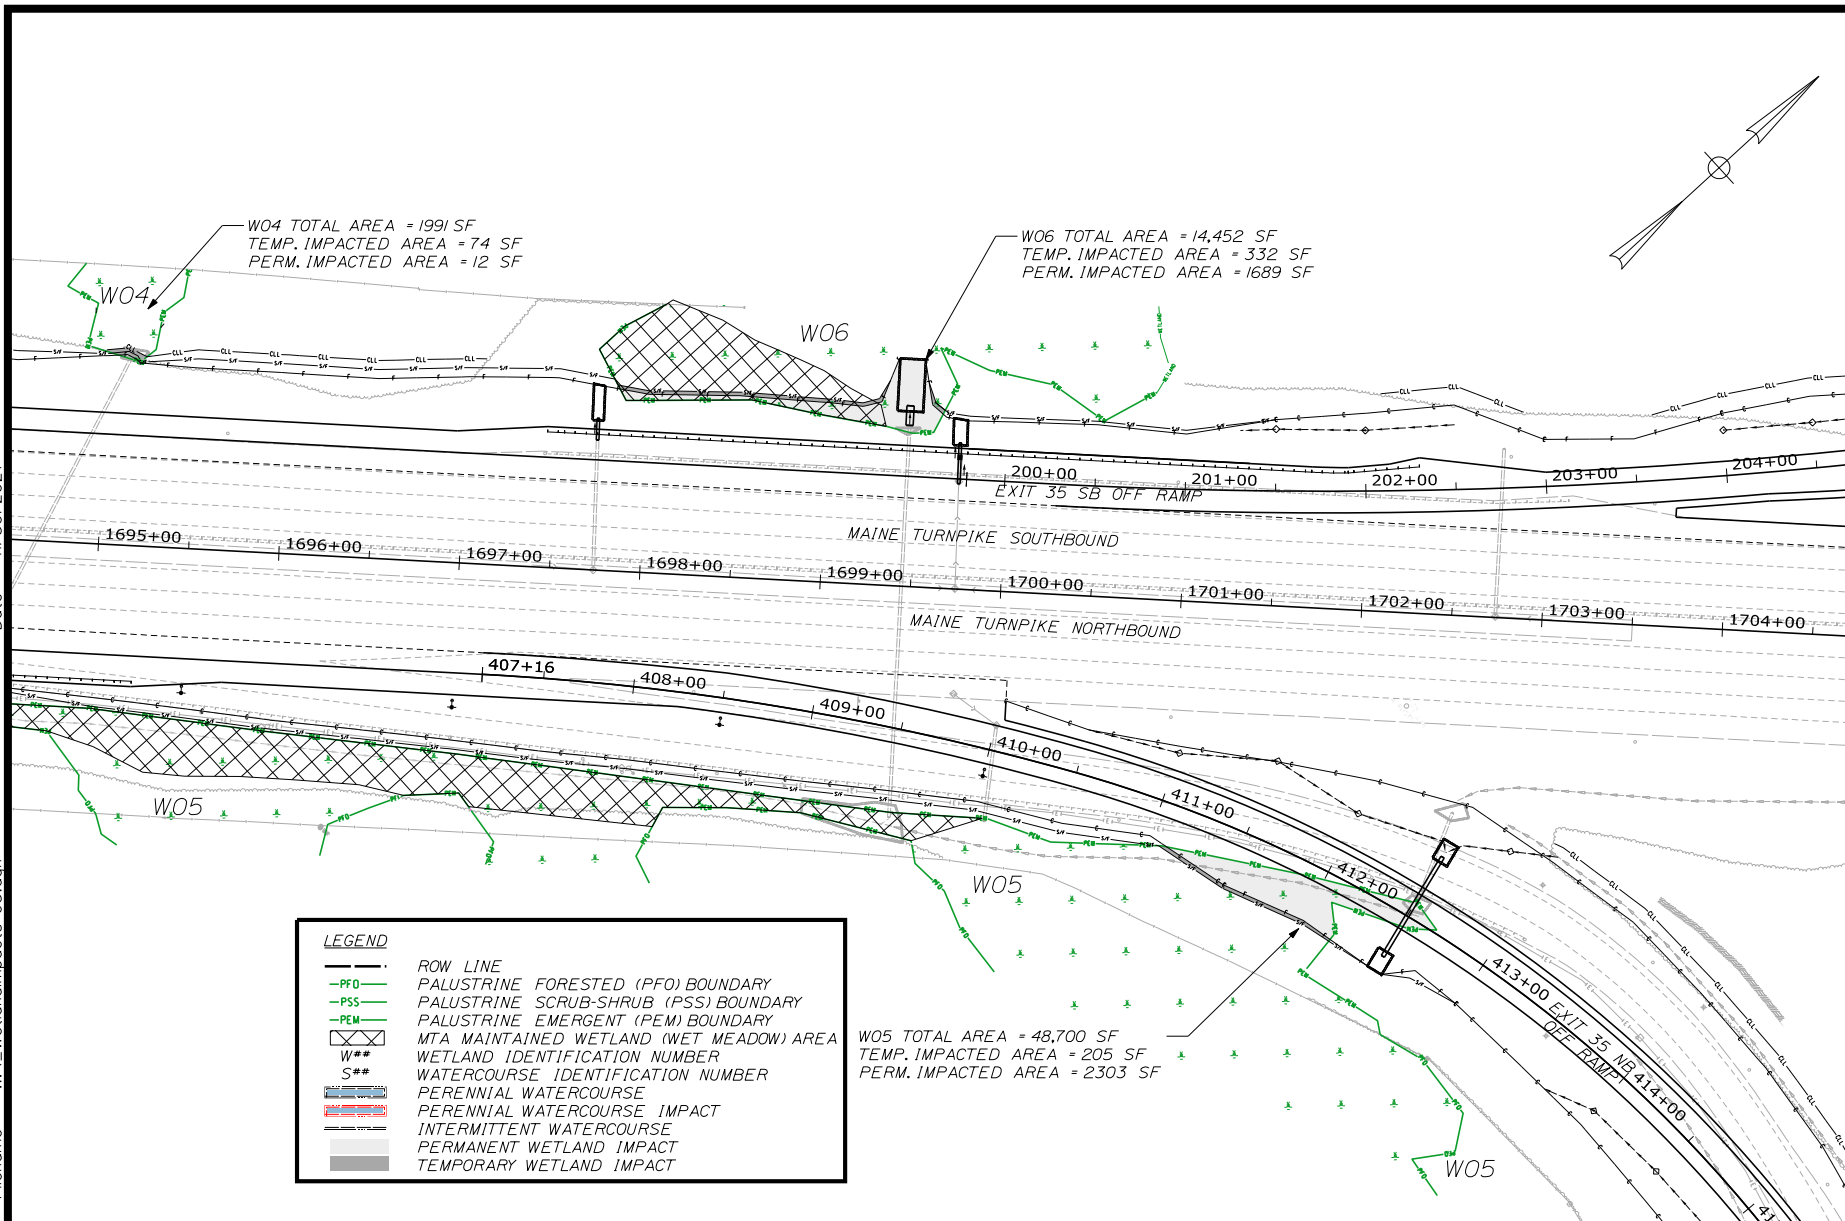 W04 TOTAL AREA = 1991 SF
TEMP. IMPACTED AREA = 74 SF
PERM. IMPACTED AREA = 12 SF
W06 TOTAL AREA = 14,452 SF
TEMP. IMPACTED AREA = 332 SF
PERM. IMPACTED AREA = 1689 SF
W04
W06
200+00
201+00
202+00
203+00
204+00
EXIT 35 SB OFF RAMP
MAINE TURNPIKE SOUTHBOUND
1695+00
1696+00
1697+00
1698+00
1699+00
1700+00
1701+00
1702+00
1703+00
1704+00
MAINE TURNPIKE NORTHBOUND
407+16
408+00
409+00
410+00
411+00
412+00
413+00
414+00
EXIT 35 NB
OFF RAMP
W05
W05
W05
W05 TOTAL AREA = 48,700 SF
TEMP. IMPACTED AREA = 205 SF
PERM. IMPACTED AREA = 2303 SF
LEGEND
ROW LINE
PFO PALUSTRINE FORESTED (PFO) BOUNDARY
PSS PALUSTRINE SCRUB-SHRUB (PSS) BOUNDARY
PEM PALUSTRINE EMERGENT (PEM) BOUNDARY
MTA MAINTAINED WETLAND (WET MEADOW) AREA
W## WETLAND IDENTIFICATION NUMBER
S## WATERCOURSE IDENTIFICATION NUMBER
PERENNIAL WATERCOURSE
PERENNIAL WATERCOURSE IMPACT
INTERMITTENT WATERCOURSE
PERMANENT WETLAND IMPACT
TEMPORARY WETLAND IMPACT